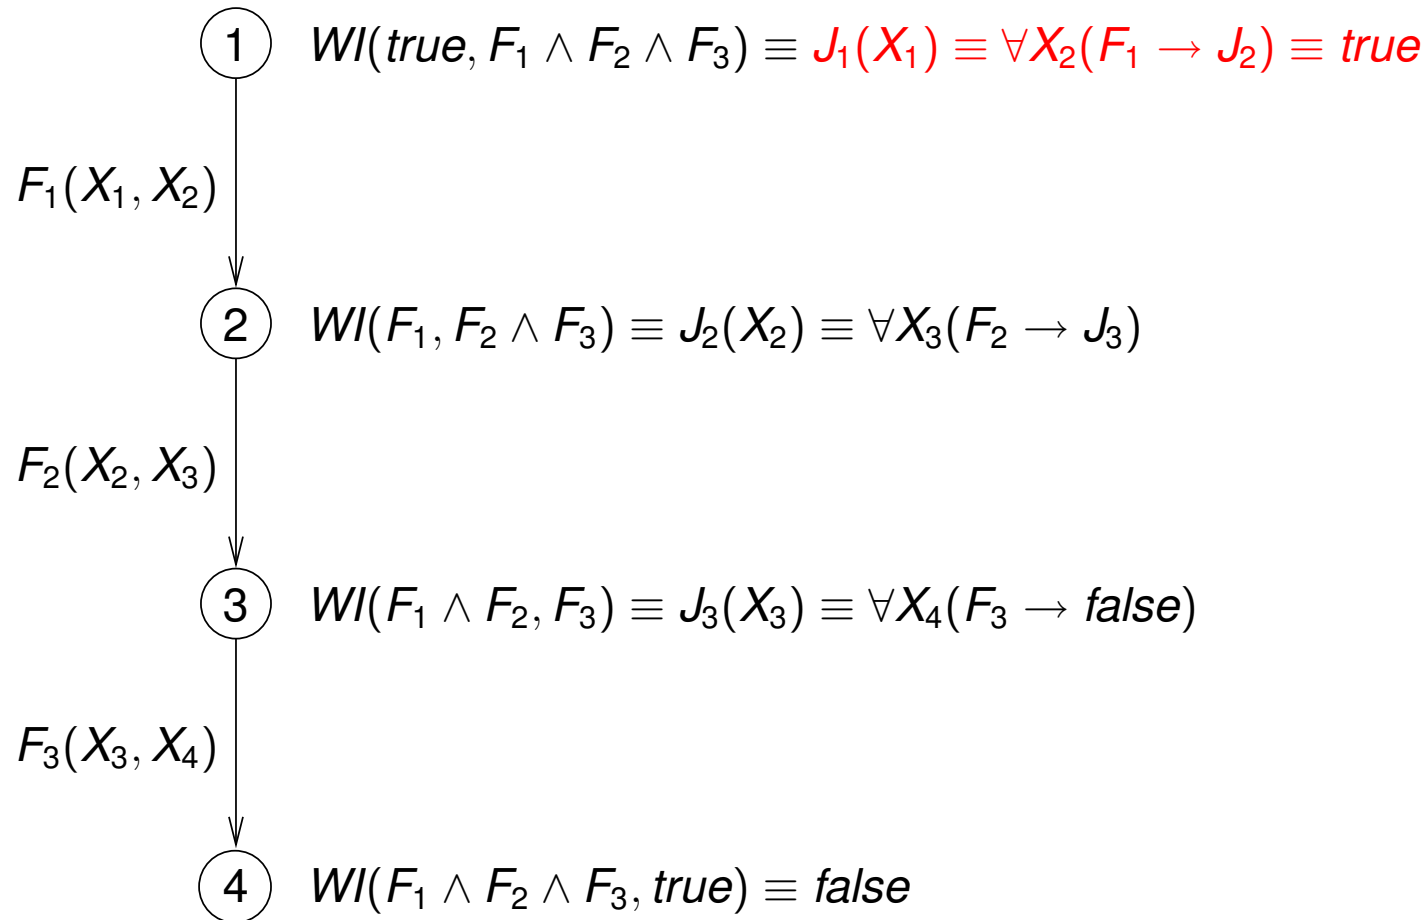 1 WI(true, F₁ ∧ F₂ ∧ F₃) ≡ J₁(X₁) ≡ ∀X₂(F₁ → J₂) ≡ true
F₁(X₁, X₂)
2 WI(F₁, F₂ ∧ F₃) ≡ J₂(X₂) ≡ ∀X₃(F₂ → J₃)
F₂(X₂, X₃)
3 WI(F₁ ∧ F₂, F₃) ≡ J₃(X₃) ≡ ∀X₄(F₃ → false)
F₃(X₃, X₄)
4 WI(F₁ ∧ F₂ ∧ F₃, true) ≡ false